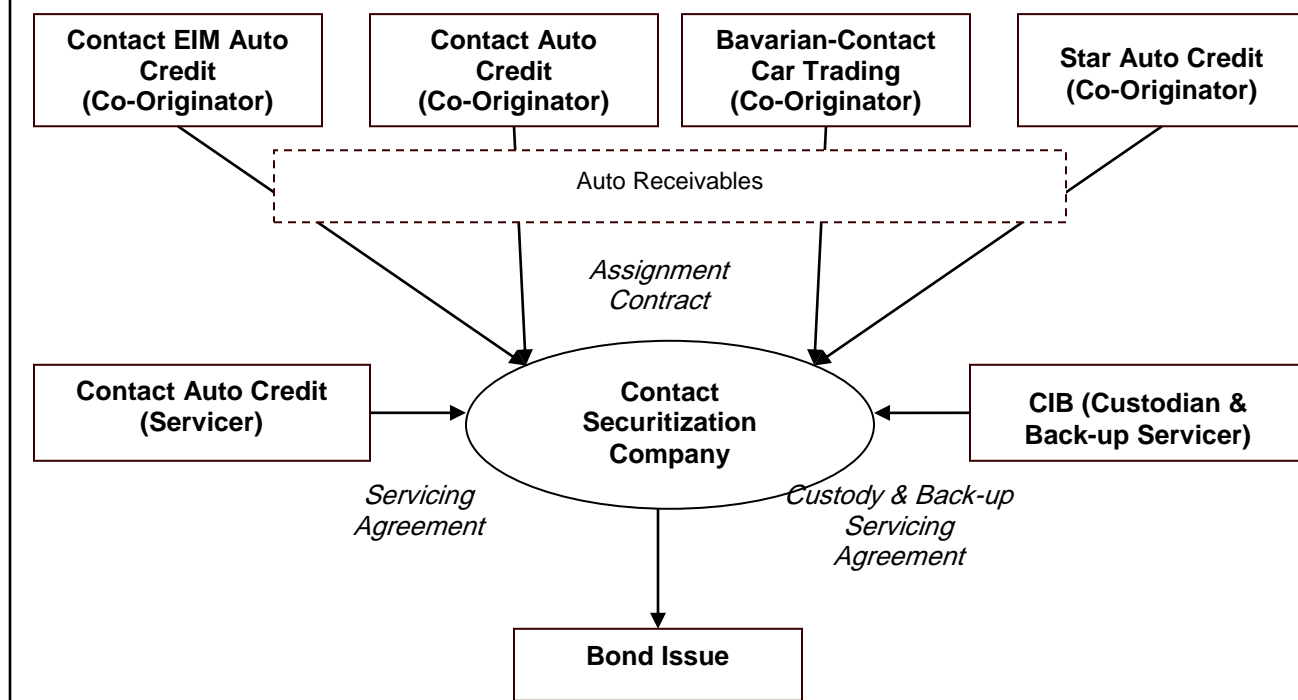 Contact EIM Auto
Credit
(Co-Originator)
Contact Auto
Credit
(Co-Originator)
Bavarian-Contact
Car Trading
(Co-Originator)
Star Auto Credit
(Co-Originator)
Auto Receivables
Assignment
Contract
Contact Auto Credit
(Servicer)
Contact
Securitization
Company
CIB (Custodian &
Back-up Servicer)
Servicing
Agreement
Custody & Back-up
Servicing
Agreement
Bond Issue